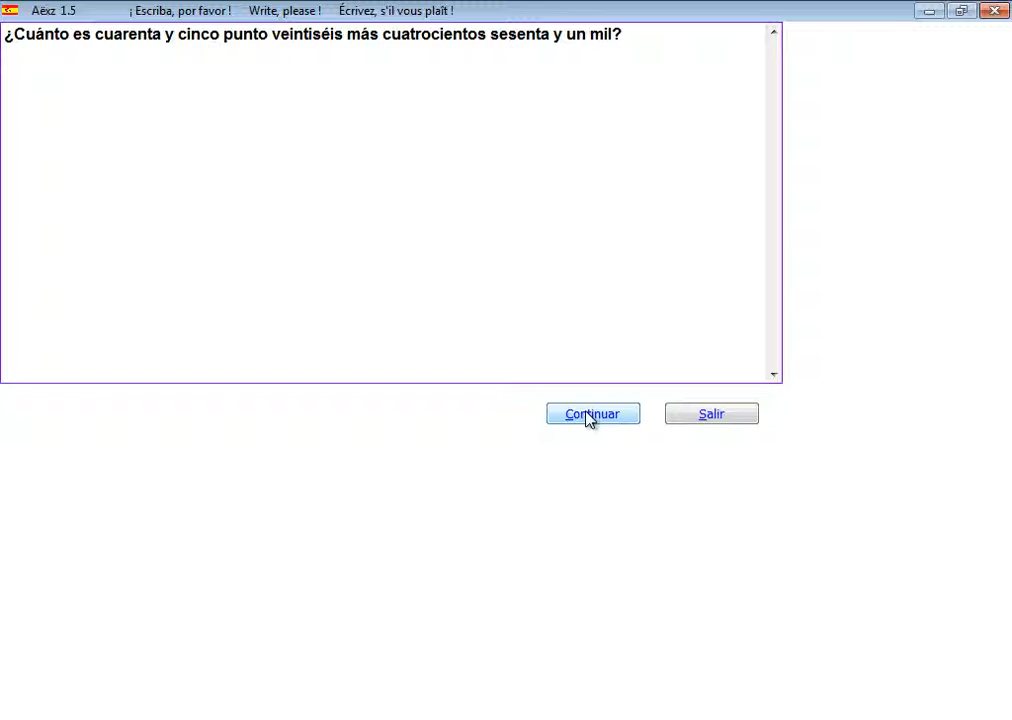 Aëxz 1.5 ¡ Escriba, por favor ! Write, please ! Écrivez, s'il vous plaît !
¿Cuánto es cuarenta y cinco punto veintiséis más cuatrocientos sesenta y un mil?
Continuar Salir